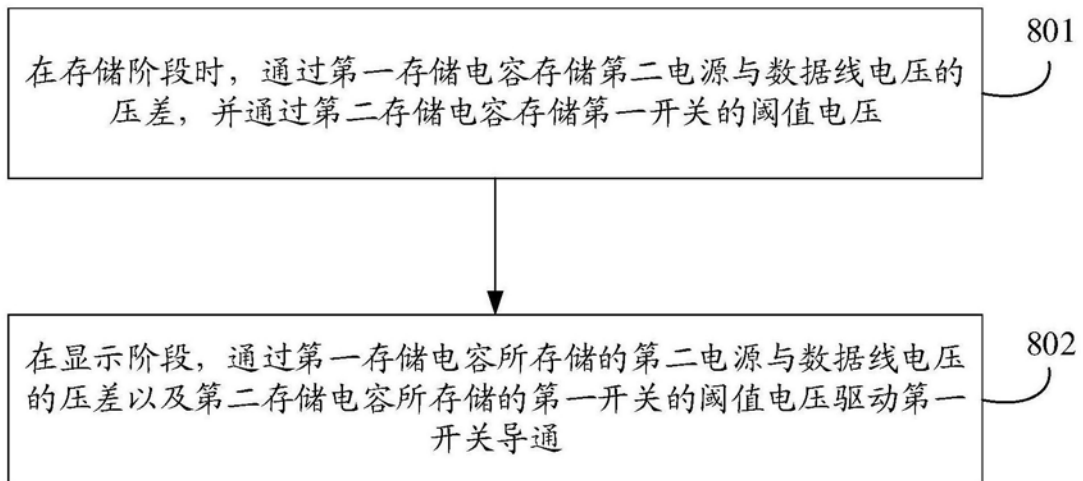 801
在存储阶段时，通过第一存储电容存储第二电源与数据线电压的
压差，并通过第二存储电容存储第一开关的阈值电压
802
在显示阶段，通过第一存储电容所存储的第二电源与数据线电压
的压差以及第二存储电容所存储的第一开关的阈值电压驱动第一
开关导通